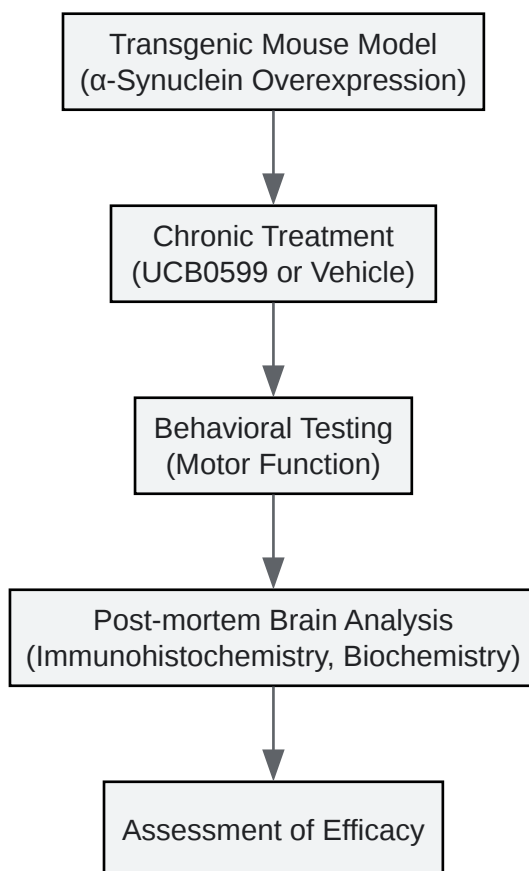 Transgenic Mouse Model
(α-Synuclein Overexpression)
Chronic Treatment
(UCB0599 or Vehicle)
Behavioral Testing
(Motor Function)
Post-mortem Brain Analysis
(Immunohistochemistry, Biochemistry)
Assessment of Efficacy